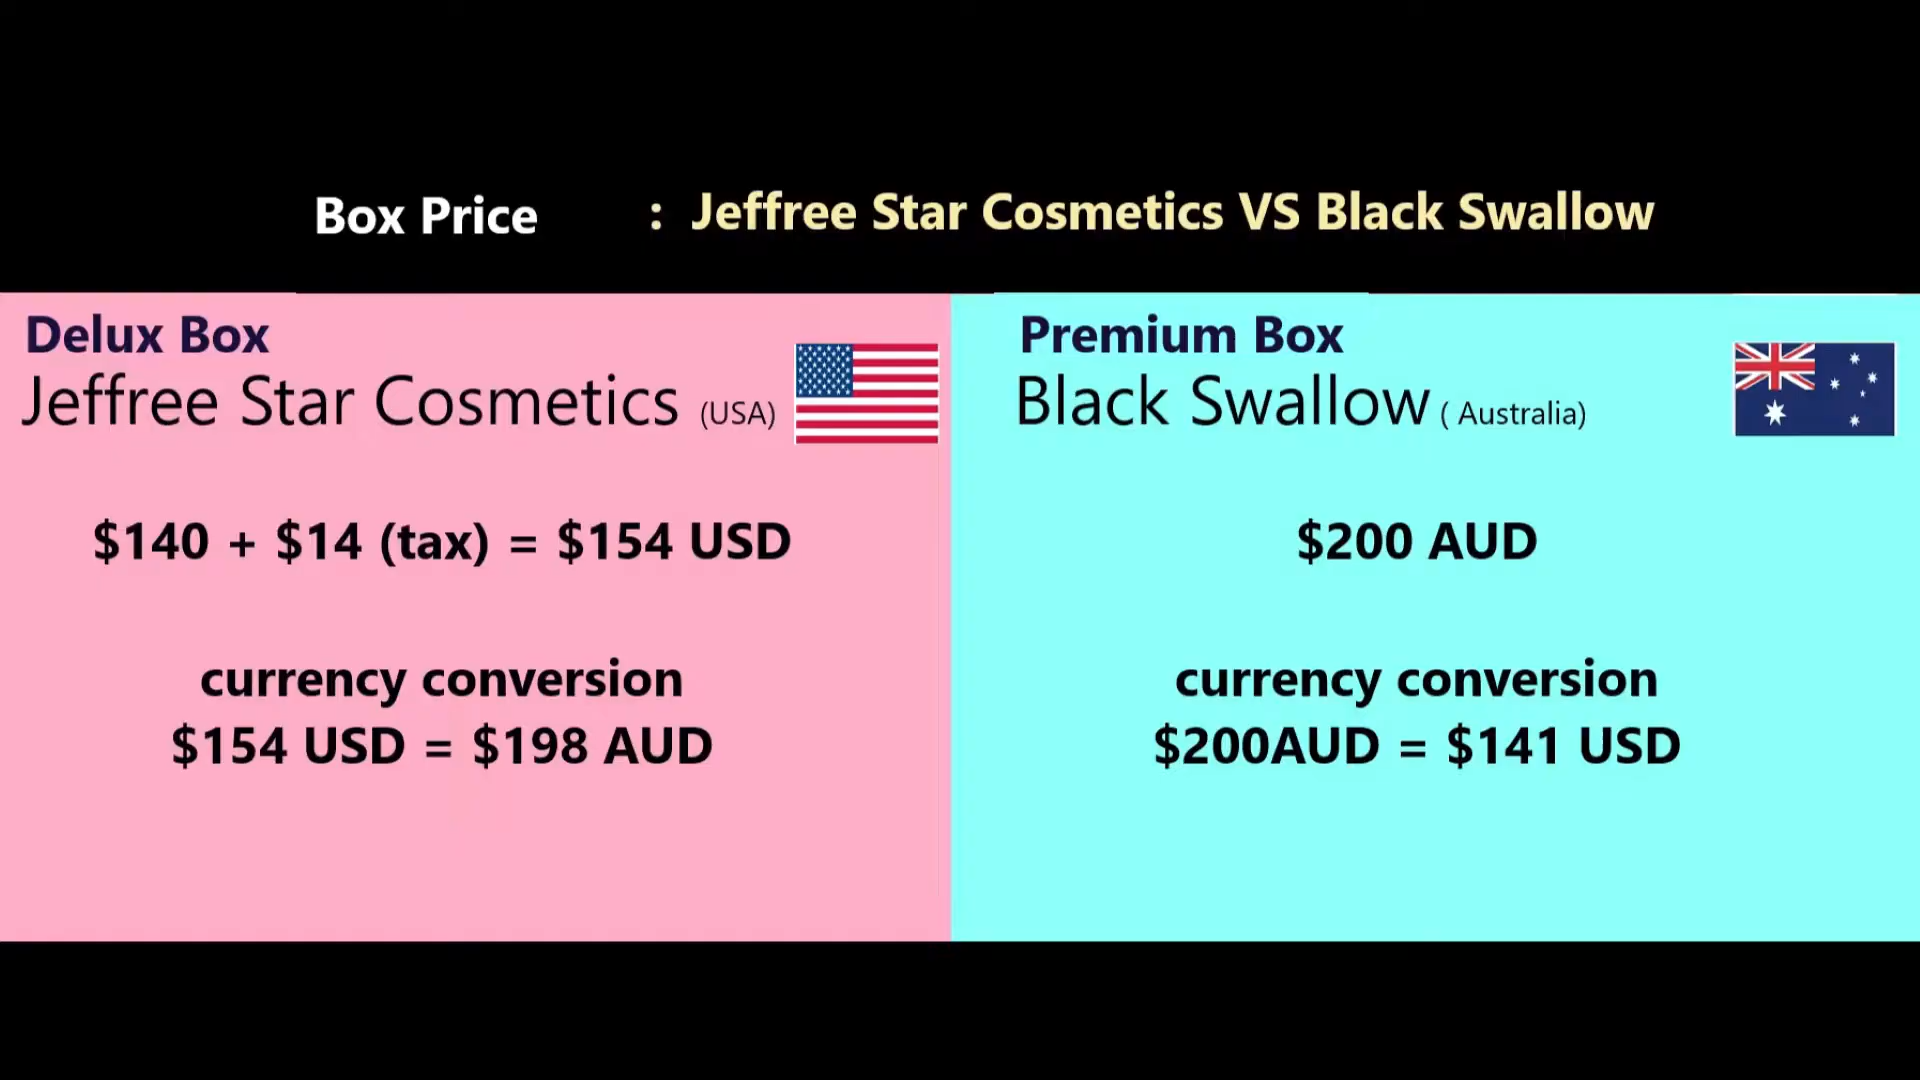 Box Price : Jeffree Star Cosmetics VS Black Swallow
Delux Box
Jeffree Star Cosmetics (USA)
$140 + $14 (tax) = $154 USD
currency conversion
$154 USD = $198 AUD
Premium Box
Black Swallow ( Australia)
$200 AUD
currency conversion
$200AUD = $141 USD